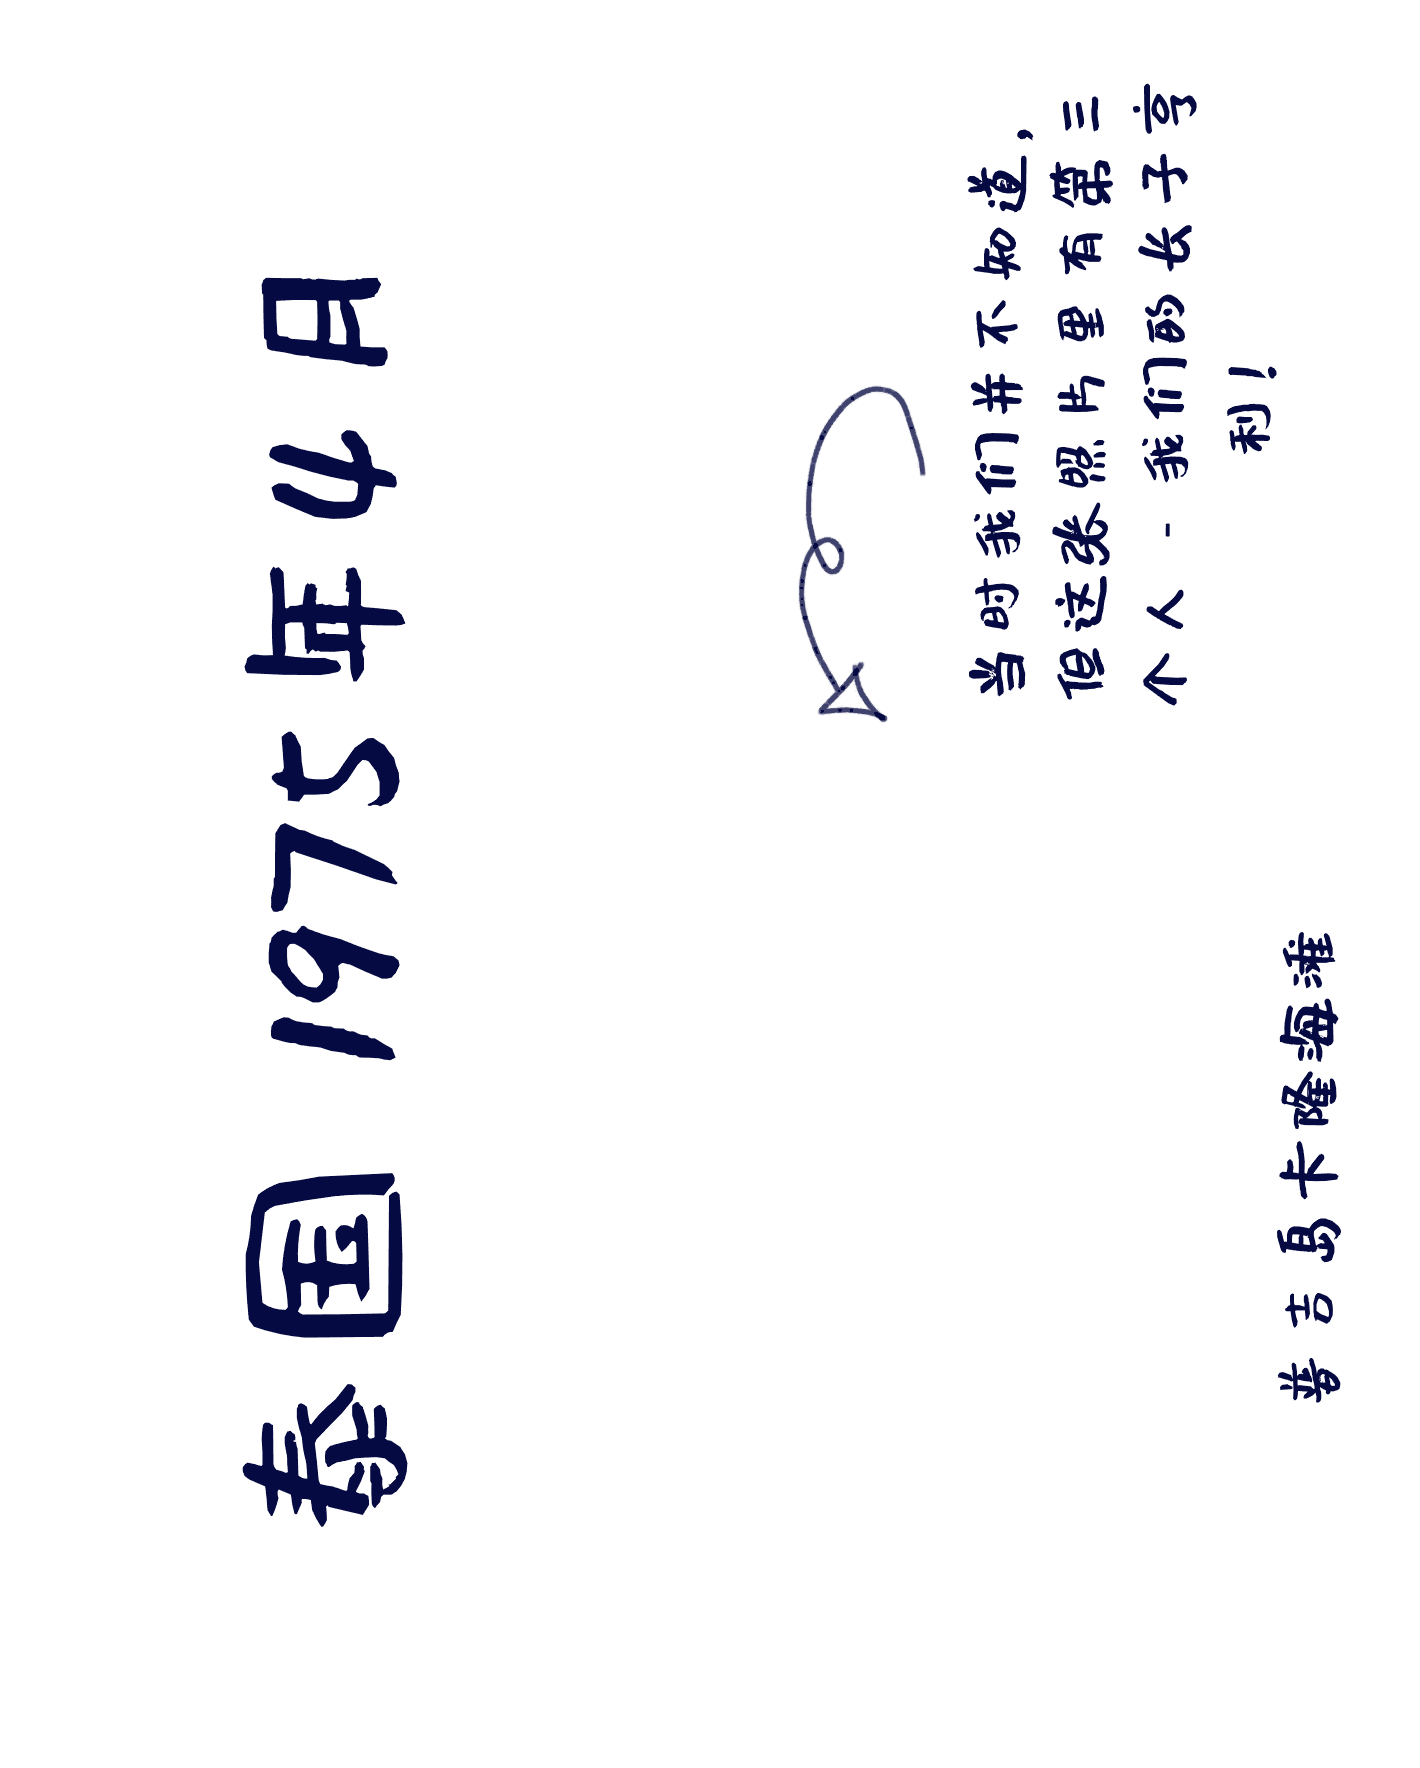 泰国 1975年4月
当时我们并不知道，
但这张照片里有第三
个人 - 我们的长子亨
利！
普吉岛卡隆海滩